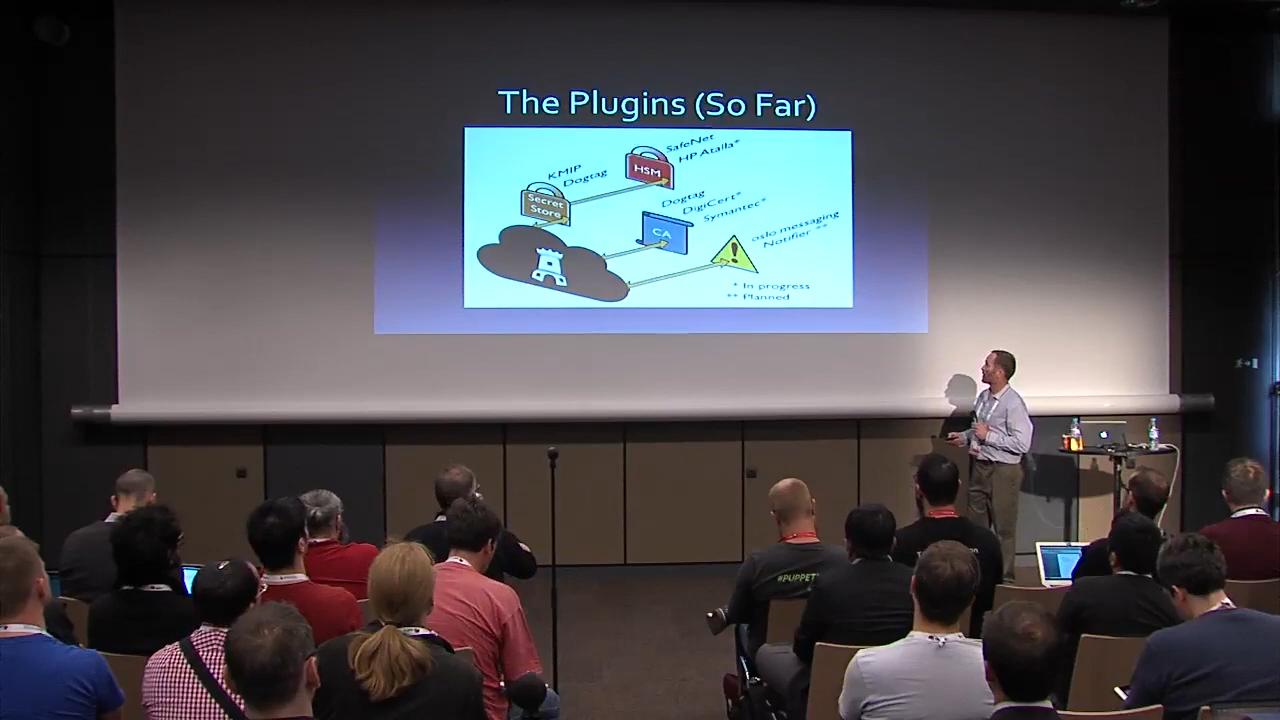 The Plugins (So Far)
SafeNet
HP Atalla*
KMIP
Dogtag
HSM
Secret
Store
Dogtag
DigiCert*
Symantec*
CA
oslo messaging
Notifier **
!
* In progress
** Planned
#PUPPET